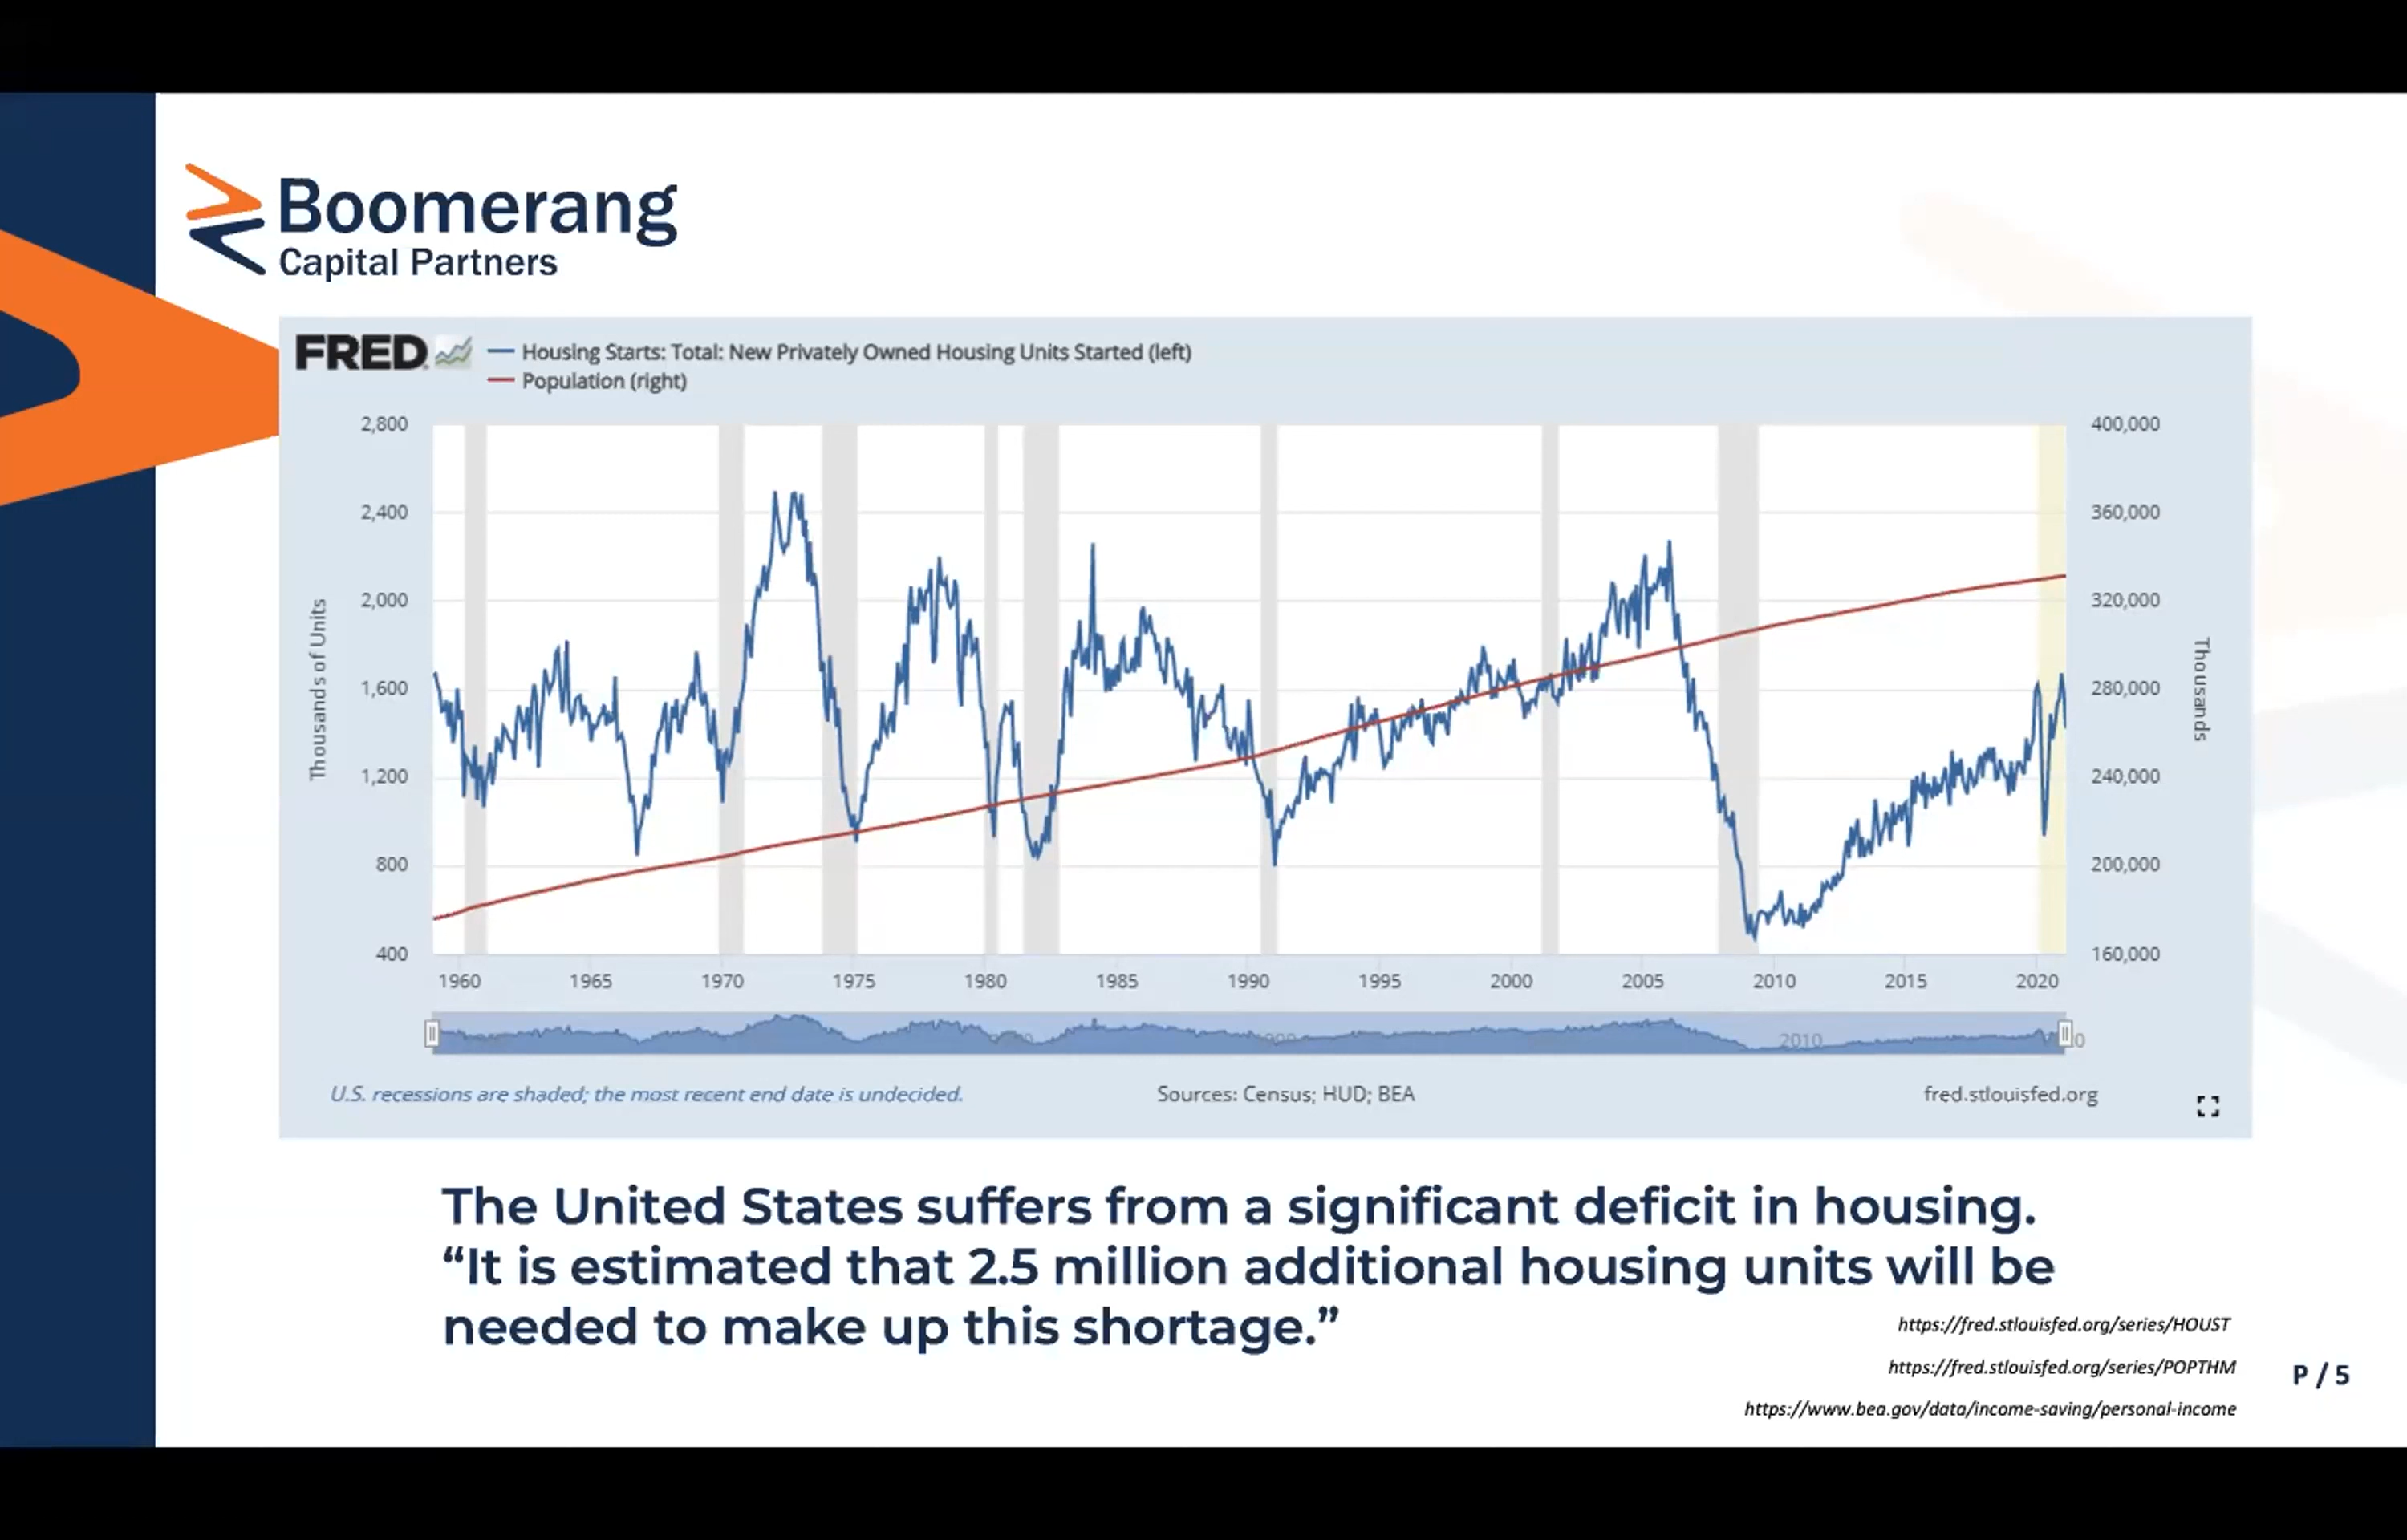 Boomerang
Capital Partners
FRED
Housing Starts: Total: New Privately Owned Housing Units Started (left)
Population (right)
2,800
2,400
2,000
1,600
1,200
800
400
Thousands of Units
400,000
360,000
320,000
280,000
240,000
200,000
160,000
Thousands
1960 1965 1970 1975 1980 1985 1990 1995 2000 2005 2010 2015 2020
2010
U.S. recessions are shaded; the most recent end date is undecided. Sources: Census; HUD; BEA fred.stlouisfed.org
The United States suffers from a significant deficit in housing.
“It is estimated that 2.5 million additional housing units will be
needed to make up this shortage.”
https://fred.stlouisfed.org/series/HOUST
https://fred.stlouisfed.org/series/POPTHM
https://www.bea.gov/data/income-saving/personal-income
P / 5